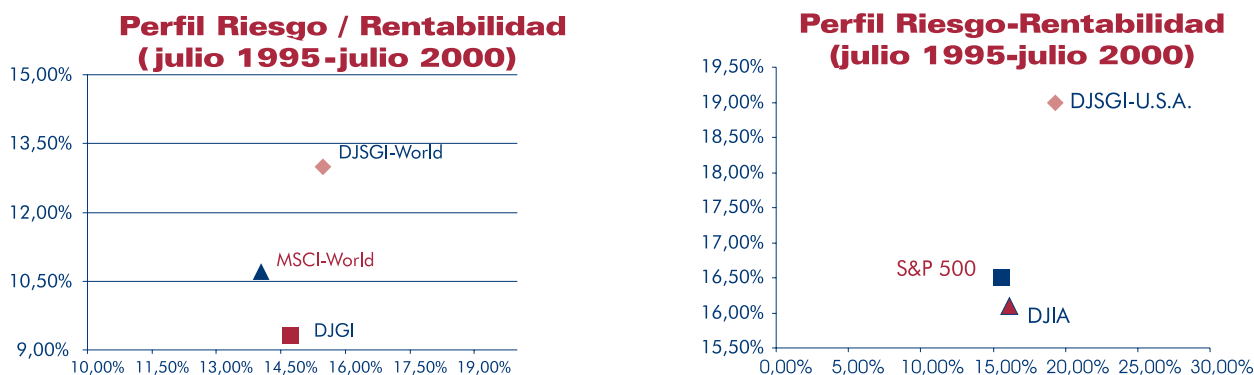 Perfil Riesgo / Rentabilidad
(julio 1995-julio 2000)
15,00%
13,50%
DJSGI-World
12,00%
MSCI-World
10,50%
DJGI
9,00%
10,00% 11,50% 13,00% 14,50% 16,00% 17,50% 19,00%
Perfil Riesgo-Rentabilidad
(julio 1995-julio 2000)
19,50%
19,00%
DJSGI-U.S.A.
18,50%
18,00%
17,50%
17,00%
S&P 500
16,50%
16,00%
DJIA
15,50%
0,00% 5,00% 10,00% 15,00% 20,00% 25,00% 30,00%